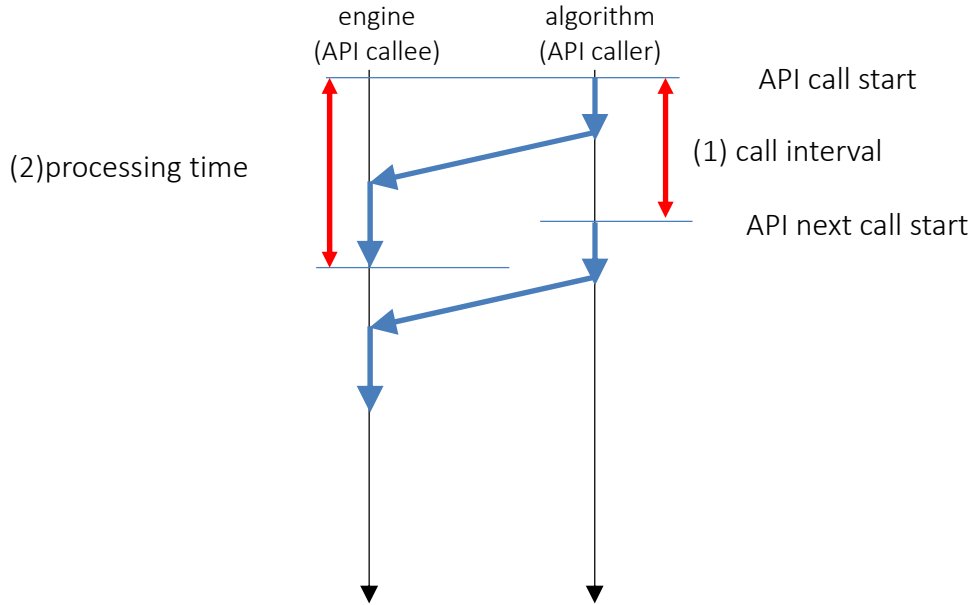 engine
(API callee)
algorithm
(API caller)
API call start
(1) call interval
(2)processing time
API next call start